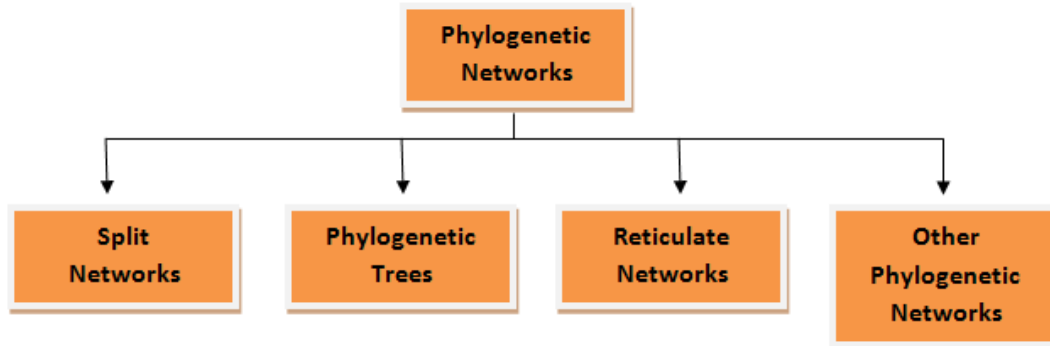 Phylogenetic
Networks
Split
Networks
Phylogenetic
Trees
Reticulate
Networks
Other
Phylogenetic
Networks